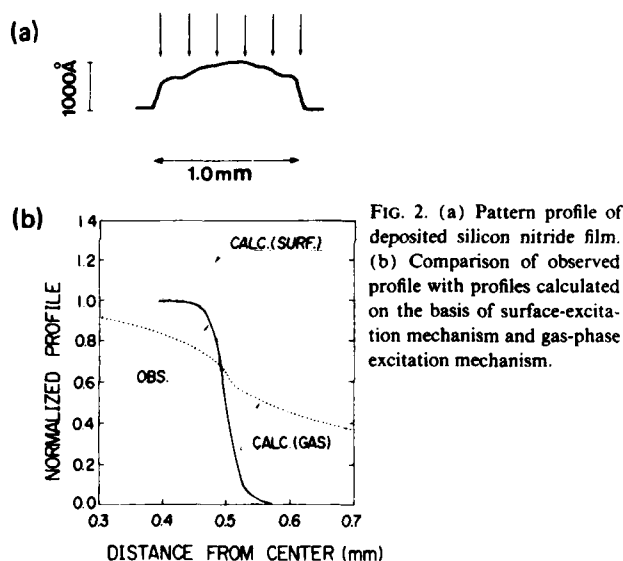 (a)
1000Å
1.0mm
(b)
1.4
1.2
1.0
0.8
0.6
0.4
0.2
0.0
NORMALIZED PROFILE
CALC.(SURF.)
OBS.
CALC.(GAS)
0.3 0.4 0.5 0.6 0.7
DISTANCE FROM CENTER (mm)
FIG. 2. (a) Pattern profile of
deposited silicon nitride film.
(b) Comparison of observed
profile with profiles calculated
on the basis of surface-excita-
tion mechanism and gas-phase
excitation mechanism.